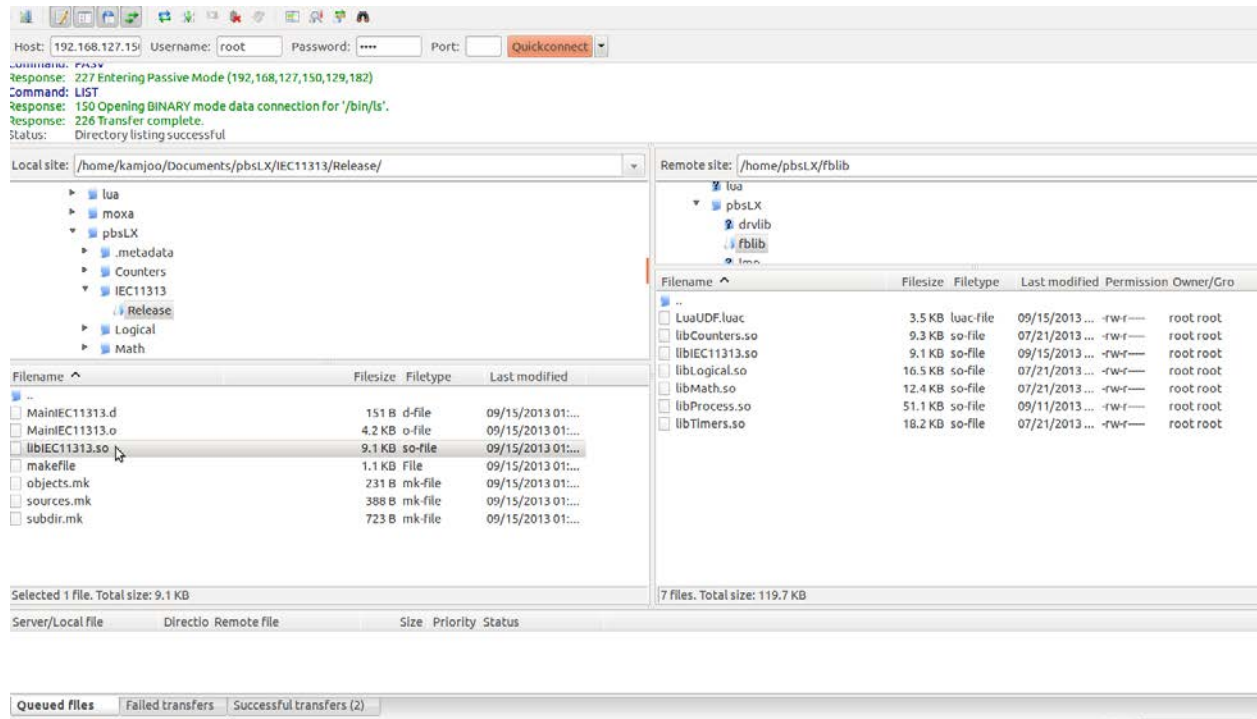 Host: 192.168.127.15 Username: root Password: •••• Port: Quickconnect
Command: PASV
Response: 227 Entering Passive Mode (192,168,127,150,129,182)
Command: LIST
Response: 150 Opening BINARY mode data connection for '/bin/ls'.
Response: 226 Transfer complete.
Status: Directory listing successful
Local site: /home/kamjoo/Documents/pbsLX/IEC11313/Release/
lua
moxa
pbsLX
.metadata
Counters
IEC11313
Release
Logical
Math
Filename Filesize Filetype Last modified
..
MainIEC11313.d 151 B d-file 09/15/2013 01:...
MainIEC11313.o 4.2 KB o-file 09/15/2013 01:...
libIEC11313.so 9.1 KB so-file 09/15/2013 01:...
makefile 1.1 KB File 09/15/2013 01:...
objects.mk 231 B mk-file 09/15/2013 01:...
sources.mk 388 B mk-file 09/15/2013 01:...
subdir.mk 723 B mk-file 09/15/2013 01:...
Selected 1 file. Total size: 9.1 KB
Remote site: /home/pbsLX/fblib
lua
pbsLX
drvlib
fblib
Filename Filesize Filetype Last modified Permission Owner/Gro
..
LuaUDF.luac 3.5 KB luac-file 09/15/2013 ... -rw-r----- root root
libCounters.so 9.3 KB so-file 07/21/2013 ... -rw-r----- root root
libIEC11313.so 9.1 KB so-file 09/15/2013 ... -rw-r----- root root
libLogical.so 16.5 KB so-file 07/21/2013 ... -rw-r----- root root
libMath.so 12.4 KB so-file 07/21/2013 ... -rw-r----- root root
libProcess.so 51.1 KB so-file 09/11/2013 ... -rw-r----- root root
libTimers.so 18.2 KB so-file 07/21/2013 ... -rw-r----- root root
7 files. Total size: 119.7 KB
Server/Local file Directio Remote file Size Priority Status
Queued files Failed transfers Successful transfers (2)